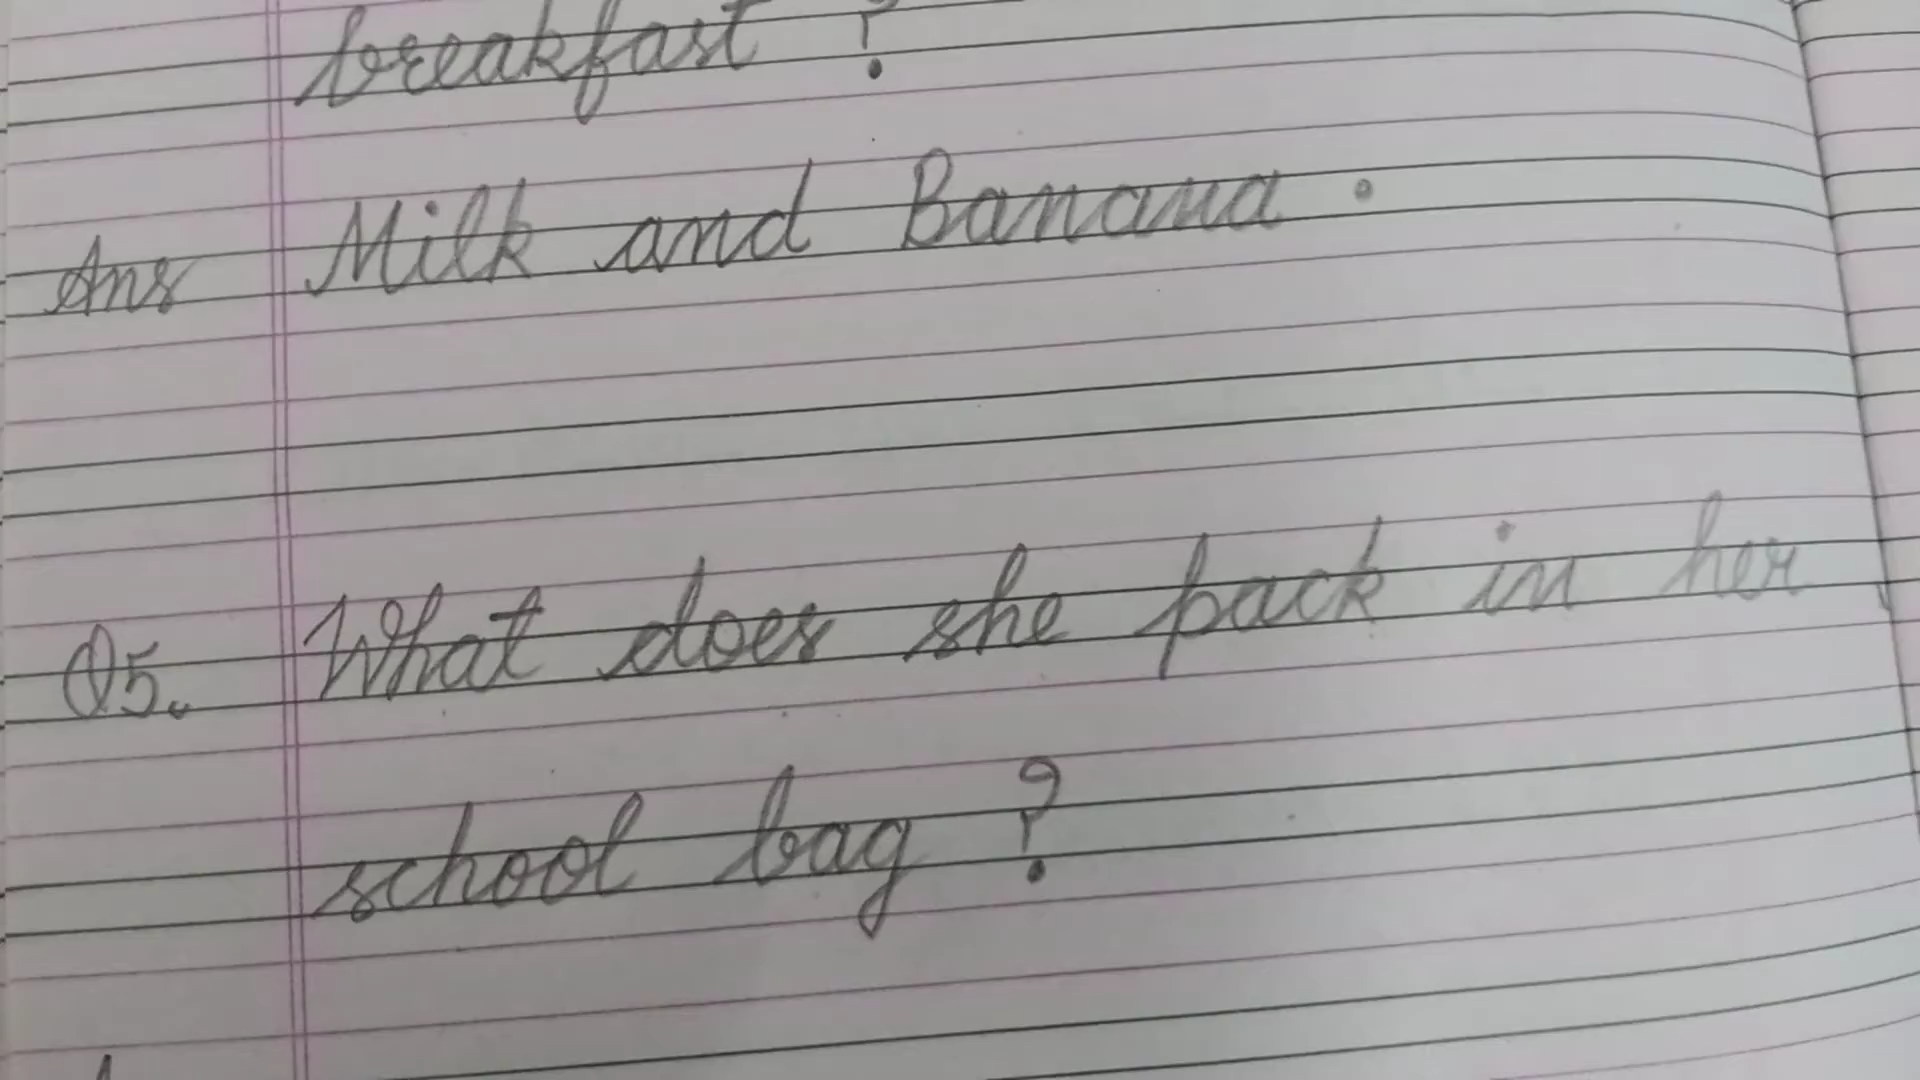 breakfast ?
Ans Milk and Banana.
Q5. What does she pack in her
school bag ?